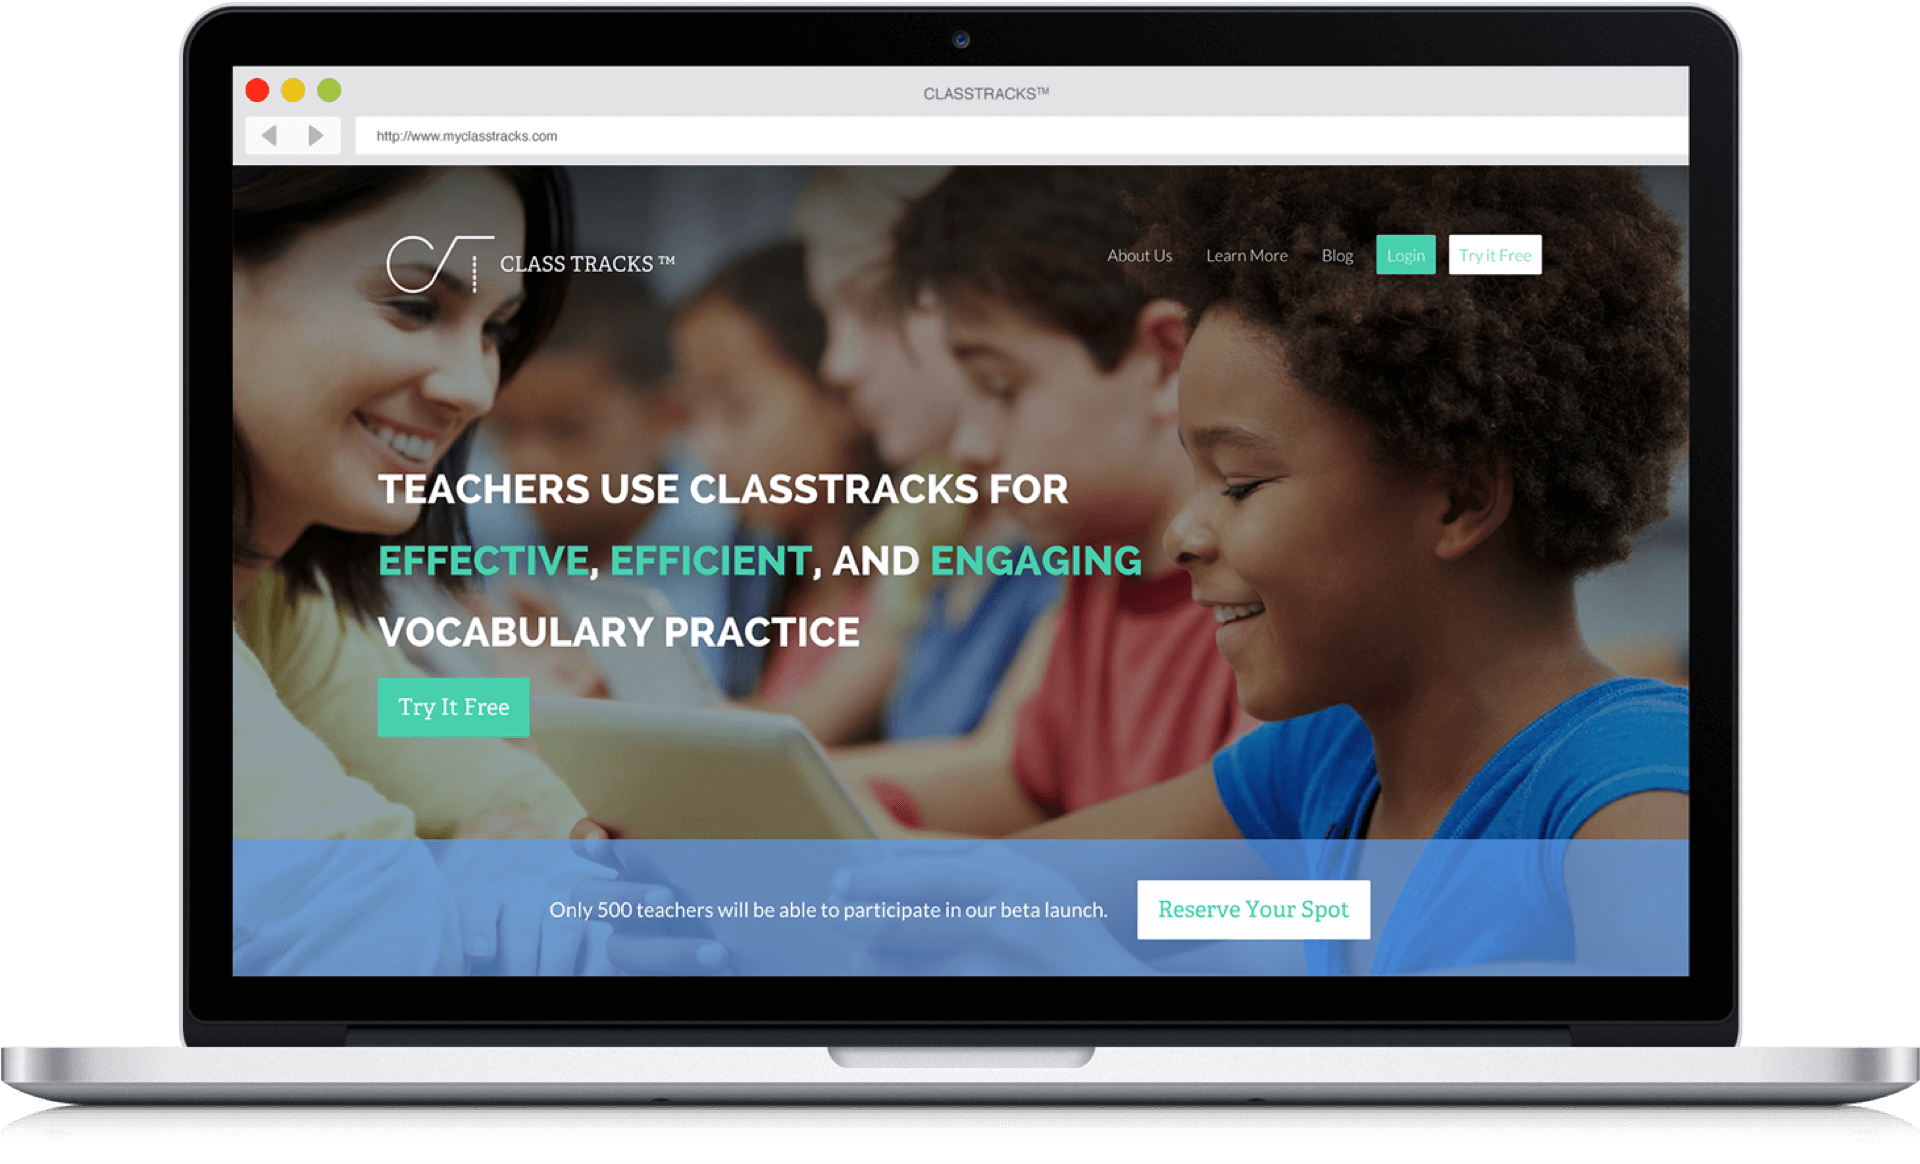 CLASSTRACKS™
http://www.myclasstracks.com
CT CLASS TRACKS ™
About Us
Learn More
Blog
Login
Try it Free
TEACHERS USE CLASSTRACKS FOR
EFFECTIVE, EFFICIENT, AND ENGAGING
VOCABULARY PRACTICE
Try It Free
Only 500 teachers will be able to participate in our beta launch.
Reserve Your Spot